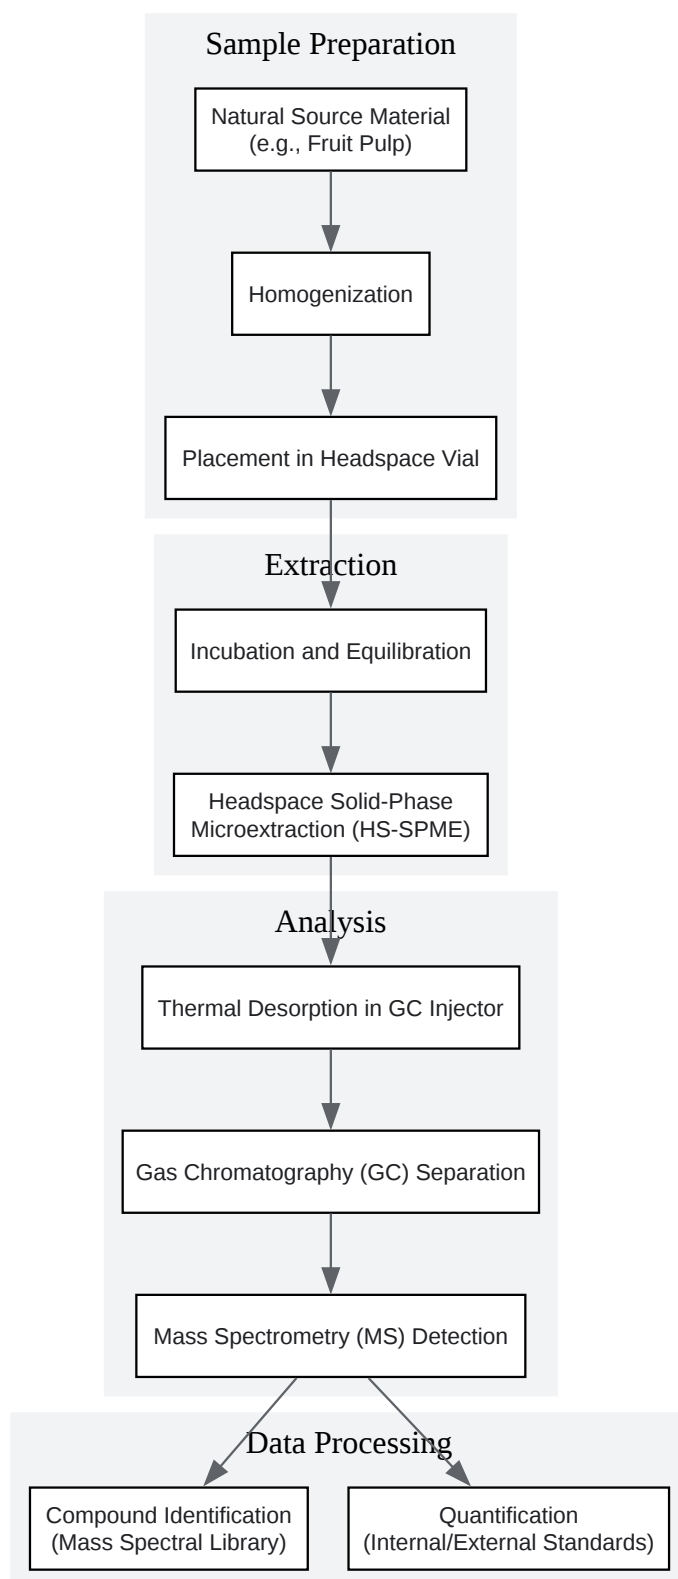 Sample Preparation
Natural Source Material
(e.g., Fruit Pulp)
Homogenization
Placement in Headspace Vial
Extraction
Incubation and Equilibration
Headspace Solid-Phase
Microextraction (HS-SPME)
Analysis
Thermal Desorption in GC Injector
Gas Chromatography (GC) Separation
Mass Spectrometry (MS) Detection
Data Processing
Compound Identification
(Mass Spectral Library)
Quantification
(Internal/External Standards)